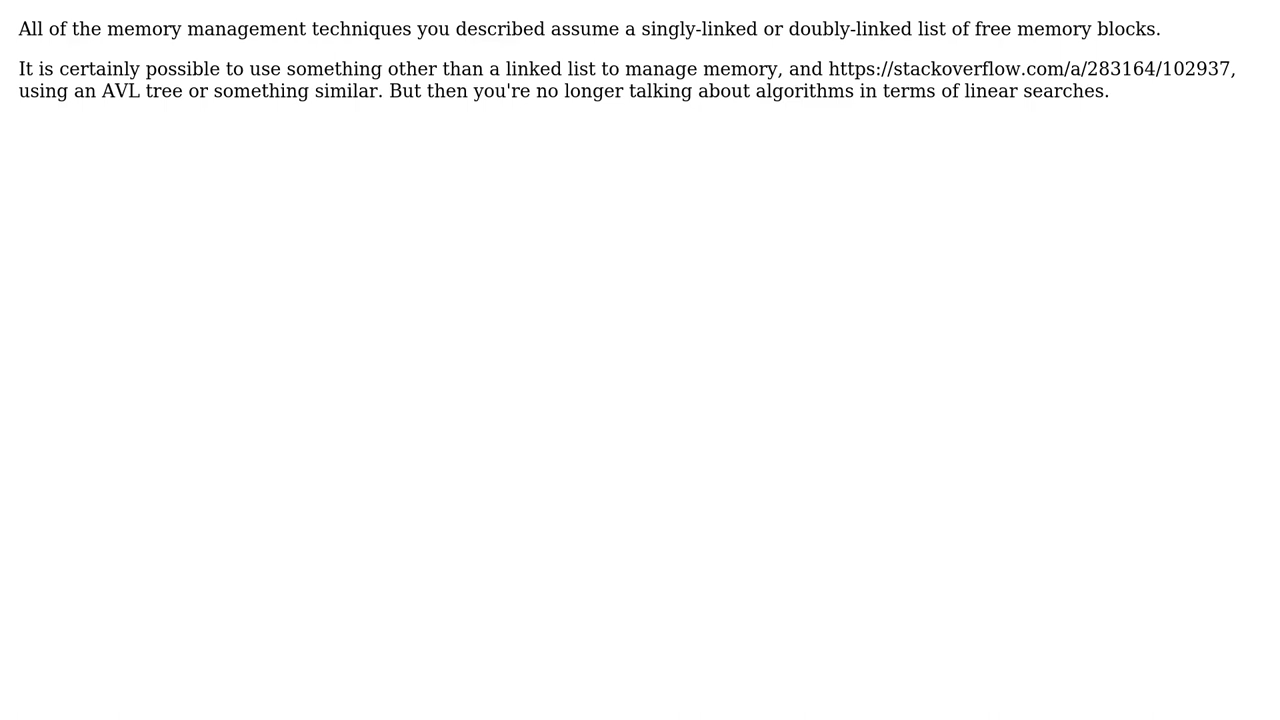 All of the memory management techniques you described assume a singly-linked or doubly-linked list of free memory blocks.
It is certainly possible to use something other than a linked list to manage memory, and https://stackoverflow.com/a/283164/102937,
using an AVL tree or something similar. But then you're no longer talking about algorithms in terms of linear searches.